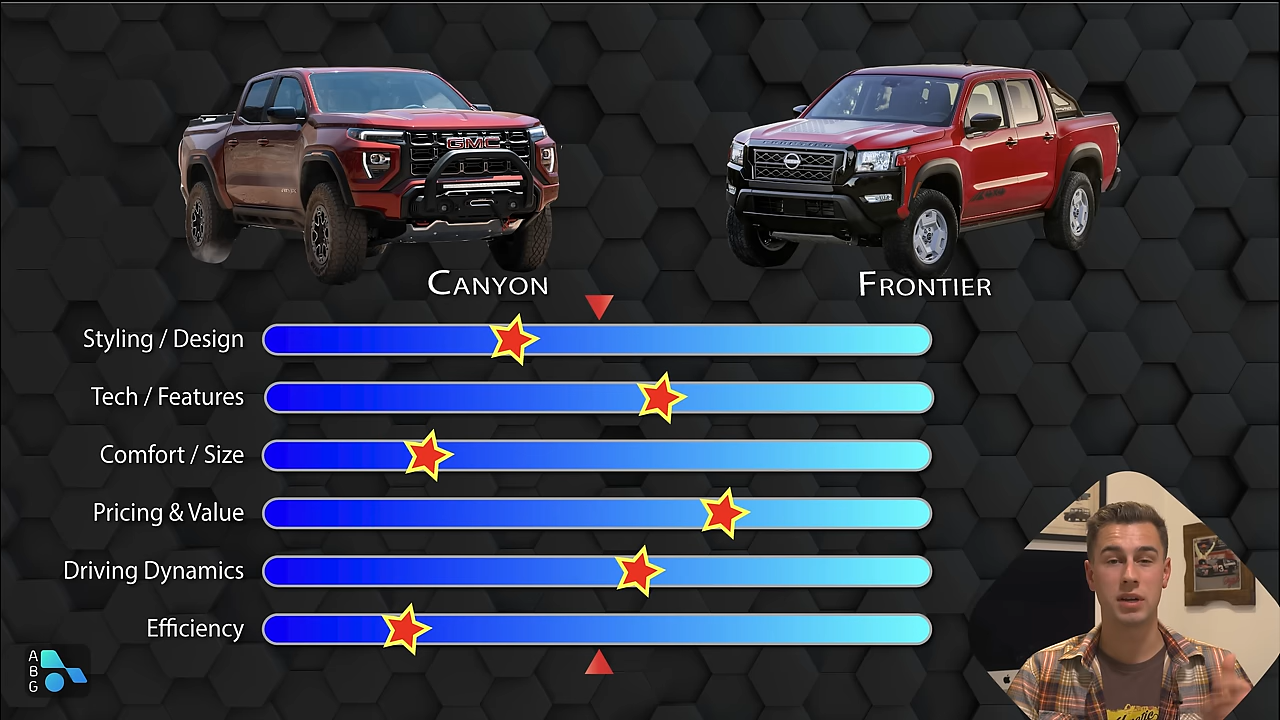 GMC
CANYON
FRONTIER
Styling / Design
Tech / Features
Comfort / Size
Pricing & Value
Driving Dynamics
Efficiency
A
B
G